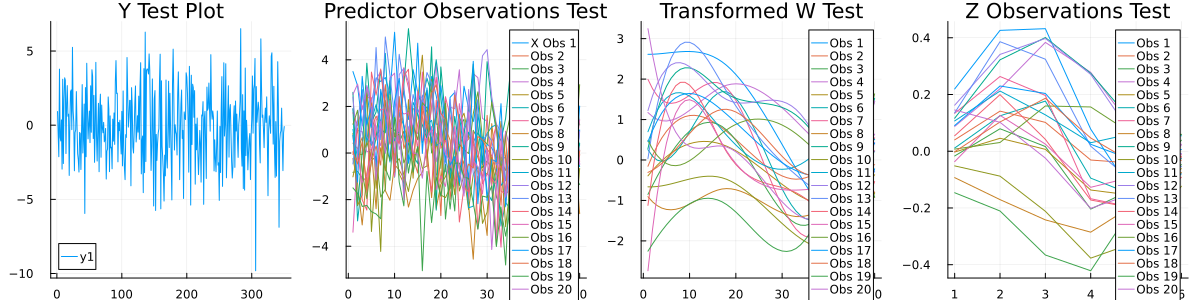 Y Test Plot
5
0
−5
−10
0
100
200
300
y1
Predictor Observations Test
4
2
0
−2
−4
0
10
20
30
0
X Obs 1
Obs 2
Obs 3
Obs 4
Obs 5
Obs 6
Obs 7
Obs 8
Obs 9
Obs 10
Obs 11
Obs 12
Obs 13
Obs 14
Obs 15
Obs 16
Obs 17
Obs 18
Obs 19
Obs 20
Transformed W Test
3
2
1
0
−1
−2
0
10
20
30
0
Obs 1
Obs 2
Obs 3
Obs 4
Obs 5
Obs 6
Obs 7
Obs 8
Obs 9
Obs 10
Obs 11
Obs 12
Obs 13
Obs 14
Obs 15
Obs 16
Obs 17
Obs 18
Obs 19
Obs 20
Z Observations Test
0.4
0.2
0.0
−0.2
−0.4
1
2
3
4
Obs 1
Obs 2
Obs 3
Obs 4
Obs 5
Obs 6
Obs 7
Obs 8
Obs 9
Obs 10
Obs 11
Obs 12
Obs 13
Obs 14
Obs 15
Obs 16
Obs 17
Obs 18
Obs 19
Obs 20